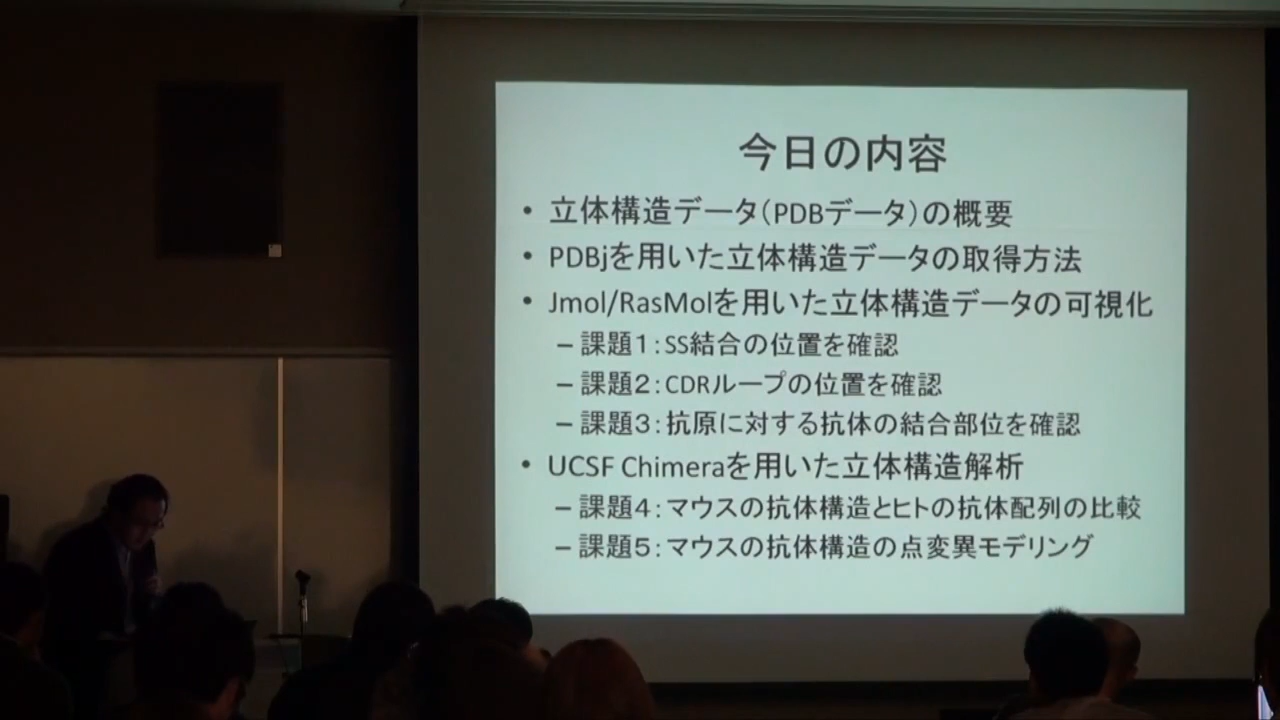 今日の内容
• 立体構造データ（PDBデータ）の概要
• PDBjを用いた立体構造データの取得方法
• Jmol/RasMolを用いた立体構造データの可視化
– 課題１：SS結合の位置を確認
– 課題２：CDRループの位置を確認
– 課題３：抗原に対する抗体の結合部位を確認
• UCSF Chimeraを用いた立体構造解析
– 課題４：マウスの抗体構造とヒトの抗体配列の比較
– 課題５：マウスの抗体構造の点変異モデリング